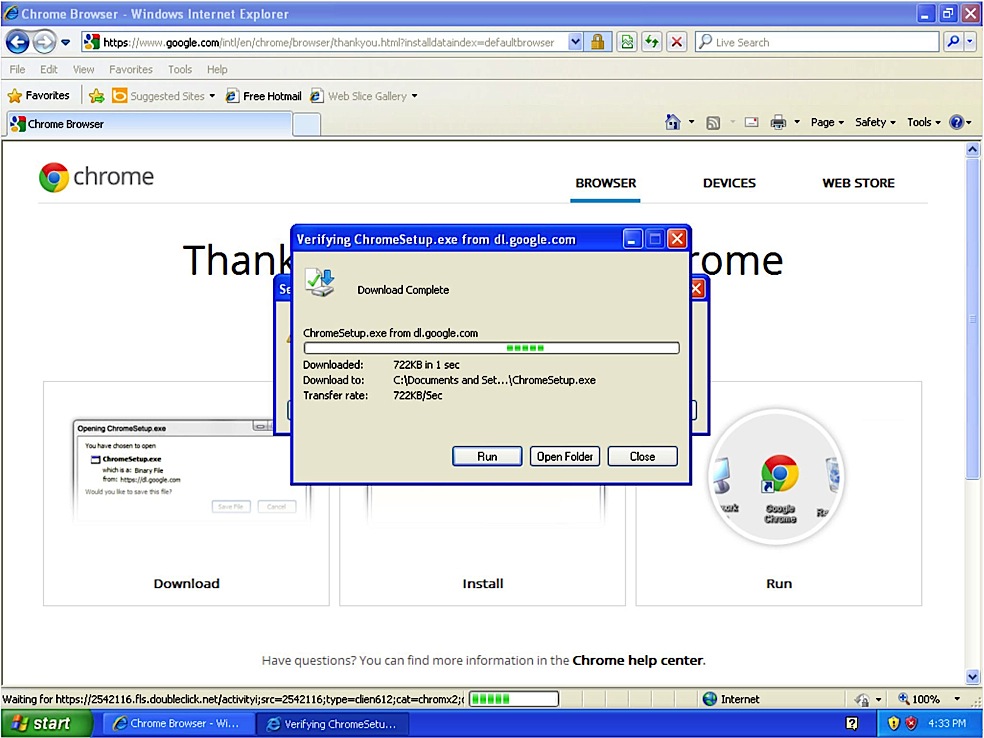 Chrome Browser - Windows Internet Explorer
https://www.google.com/intl/en/chrome/browser/thankyou.html?installdataindex=defaultbrowser
Live Search
File Edit View Favorites Tools Help
Favorites Suggested Sites Free Hotmail Web Slice Gallery
Chrome Browser
Page Safety Tools
chrome
BROWSER DEVICES WEB STORE
Verifying ChromeSetup.exe from dl.google.com
Download Complete
ChromeSetup.exe from dl.google.com
Downloaded: 722KB in 1 sec
Download to: C:\Documents and Set...\ChromeSetup.exe
Transfer rate: 722KB/Sec
Run Open Folder Close
Opening ChromeSetup.exe
You have chosen to open
ChromeSetup.exe
which is a: Binary File
from: https://dl.google.com
Would you like to save this file?
Save File Cancel
Google
Chrome
Download Install Run
Have questions? You can find more information in the Chrome help center.
Waiting for https://2542116.fls.doubleclick.net/activityi;src=2542116;type=clien612;cat=chromx2;
Internet 100%
start Chrome Browser - Wi... Verifying ChromeSetu... 4:33 PM